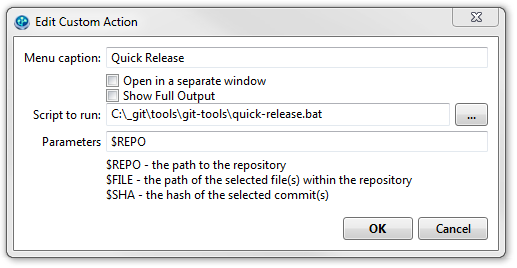 Edit Custom Action
Menu caption: Quick Release
Open in a separate window
Show Full Output
Script to run: C:\_git\tools\git-tools\quick-release.bat ...
Parameters $REPO
$REPO - the path to the repository
$FILE - the path of the selected file(s) within the repository
$SHA - the hash of the selected commit(s)
OK Cancel